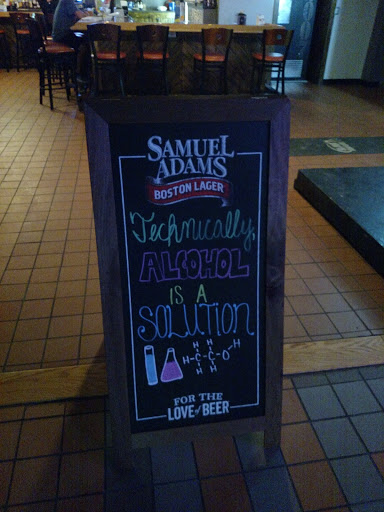 SAMUEL
ADAMS
BOSTON LAGER
Technically,
ALCOHOL
IS A
SOLUTION
H H H
H-C-C-O
H H
FOR THE
LOVE of BEER